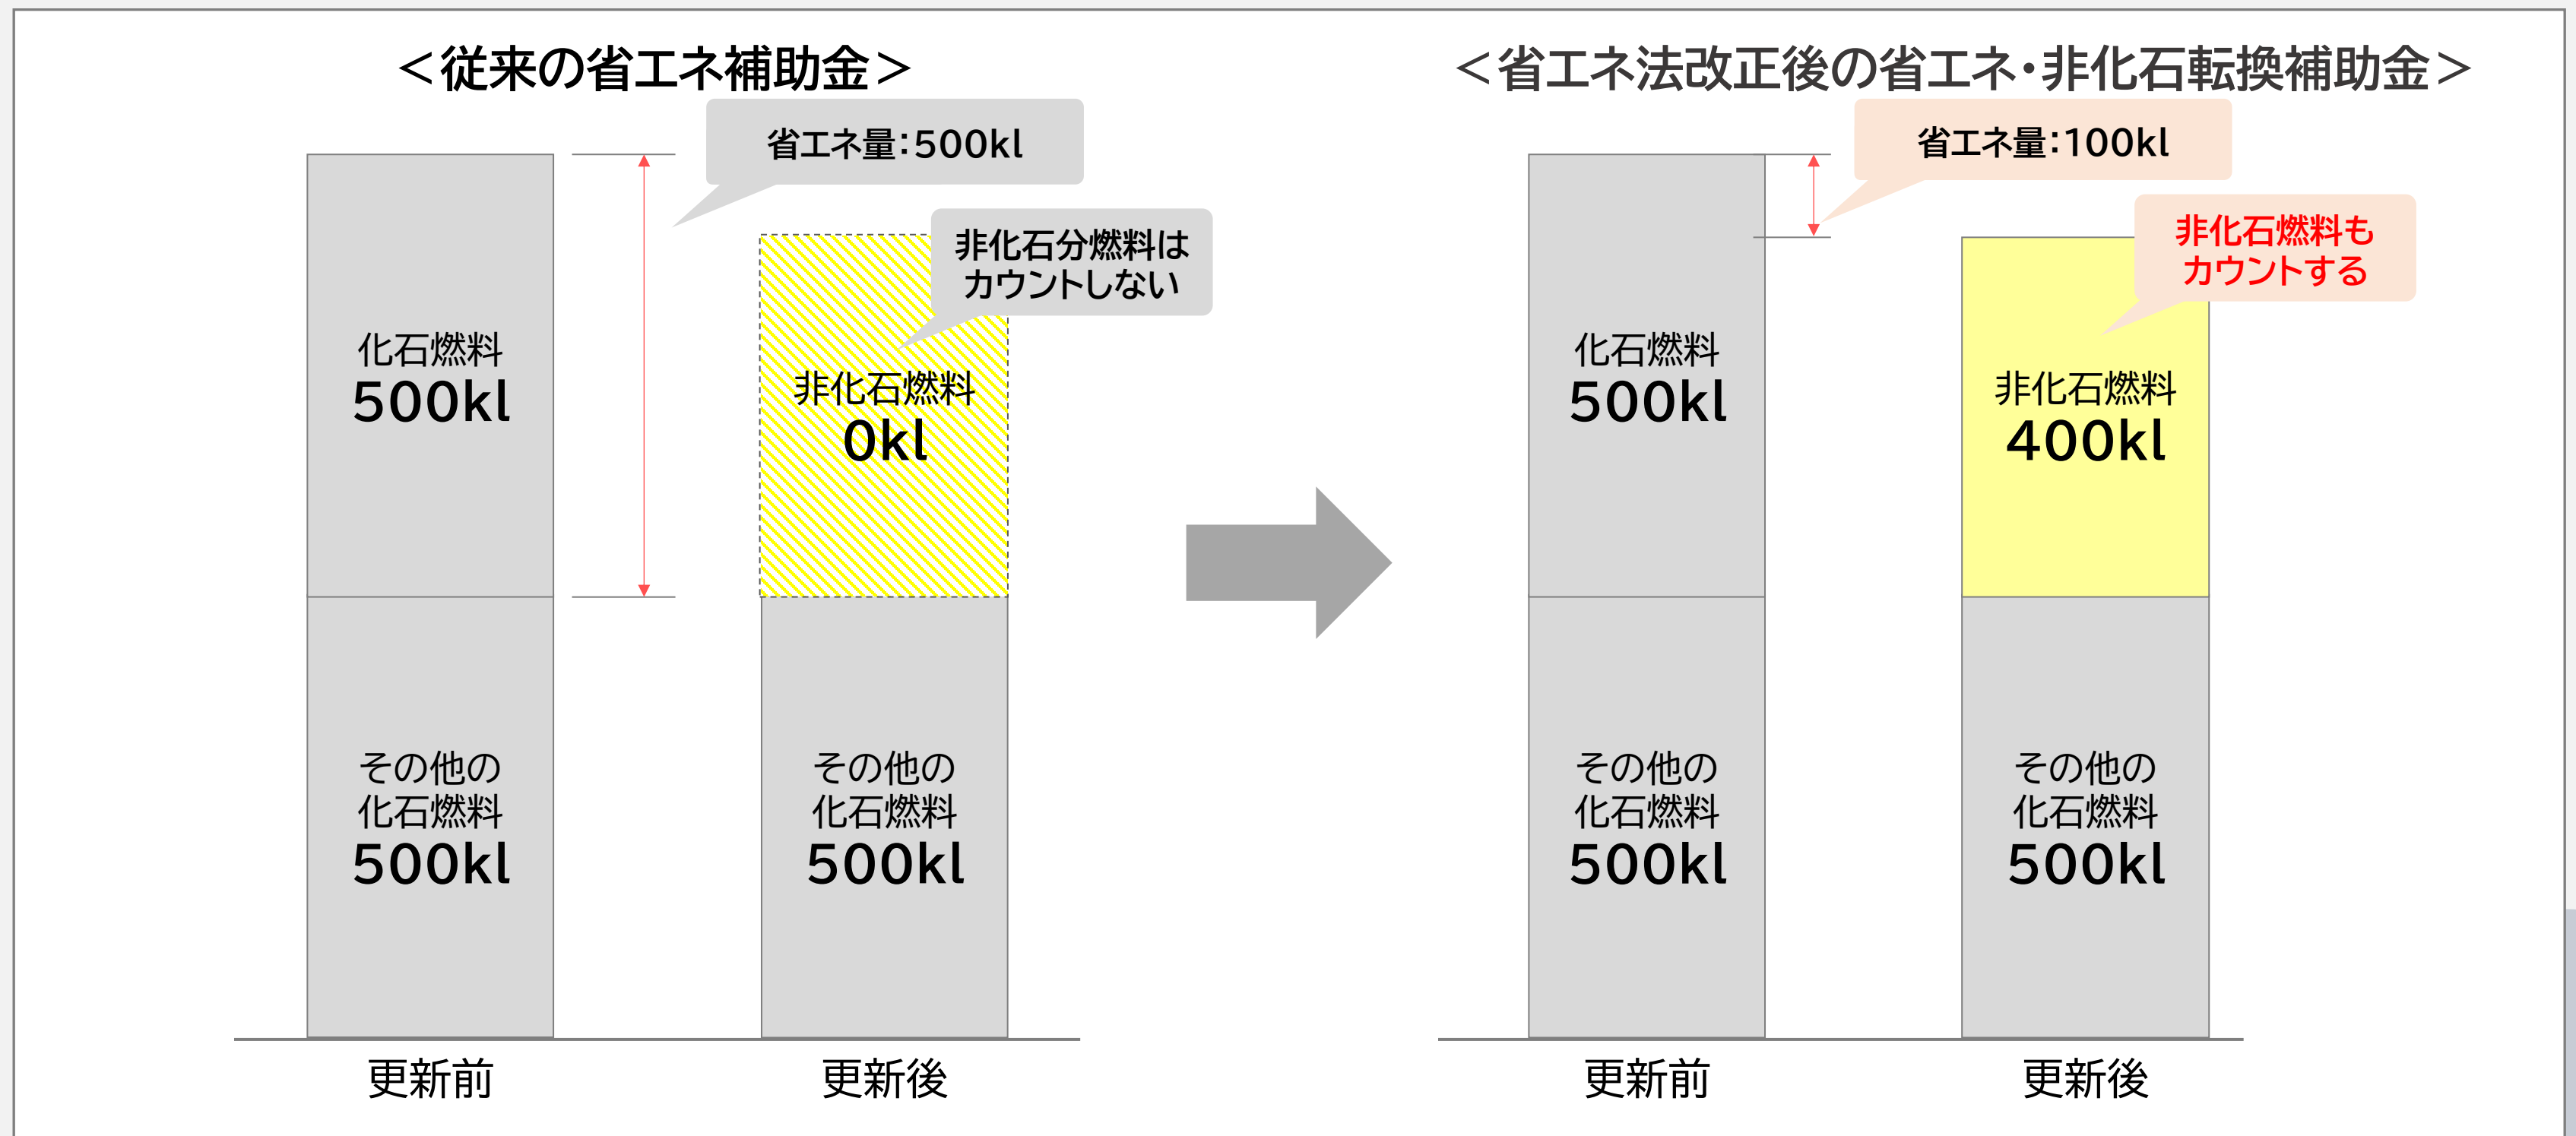 ＜従来の省エネ補助金＞
省エネ量：500kl
非化石分燃料は
カウントしない
化石燃料
500kl
非化石燃料
0kl
その他の
化石燃料
500kl
その他の
化石燃料
500kl
更新前
更新後
＜省エネ法改正後の省エネ・非化石転換補助金＞
省エネ量：100kl
非化石燃料も
カウントする
化石燃料
500kl
非化石燃料
400kl
その他の
化石燃料
500kl
その他の
化石燃料
500kl
更新前
更新後